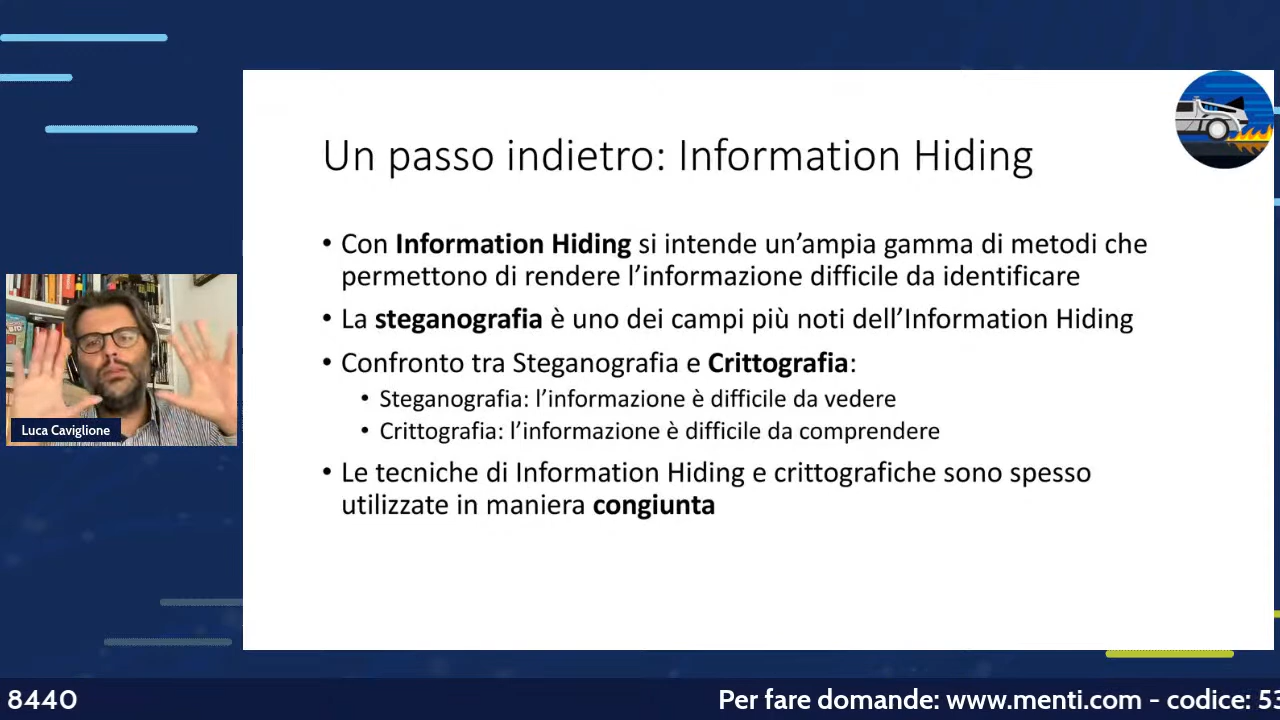 Un passo indietro: Information Hiding
• Con Information Hiding si intende un'ampia gamma di metodi che
permettono di rendere l'informazione difficile da identificare
• La steganografia è uno dei campi più noti dell'Information Hiding
• Confronto tra Steganografia e Crittografia:
• Steganografia: l'informazione è difficile da vedere
• Crittografia: l'informazione è difficile da comprendere
• Le tecniche di Information Hiding e crittografiche sono spesso
utilizzate in maniera congiunta
Luca Caviglione
8440
Per fare domande: www.menti.com - codice: 53